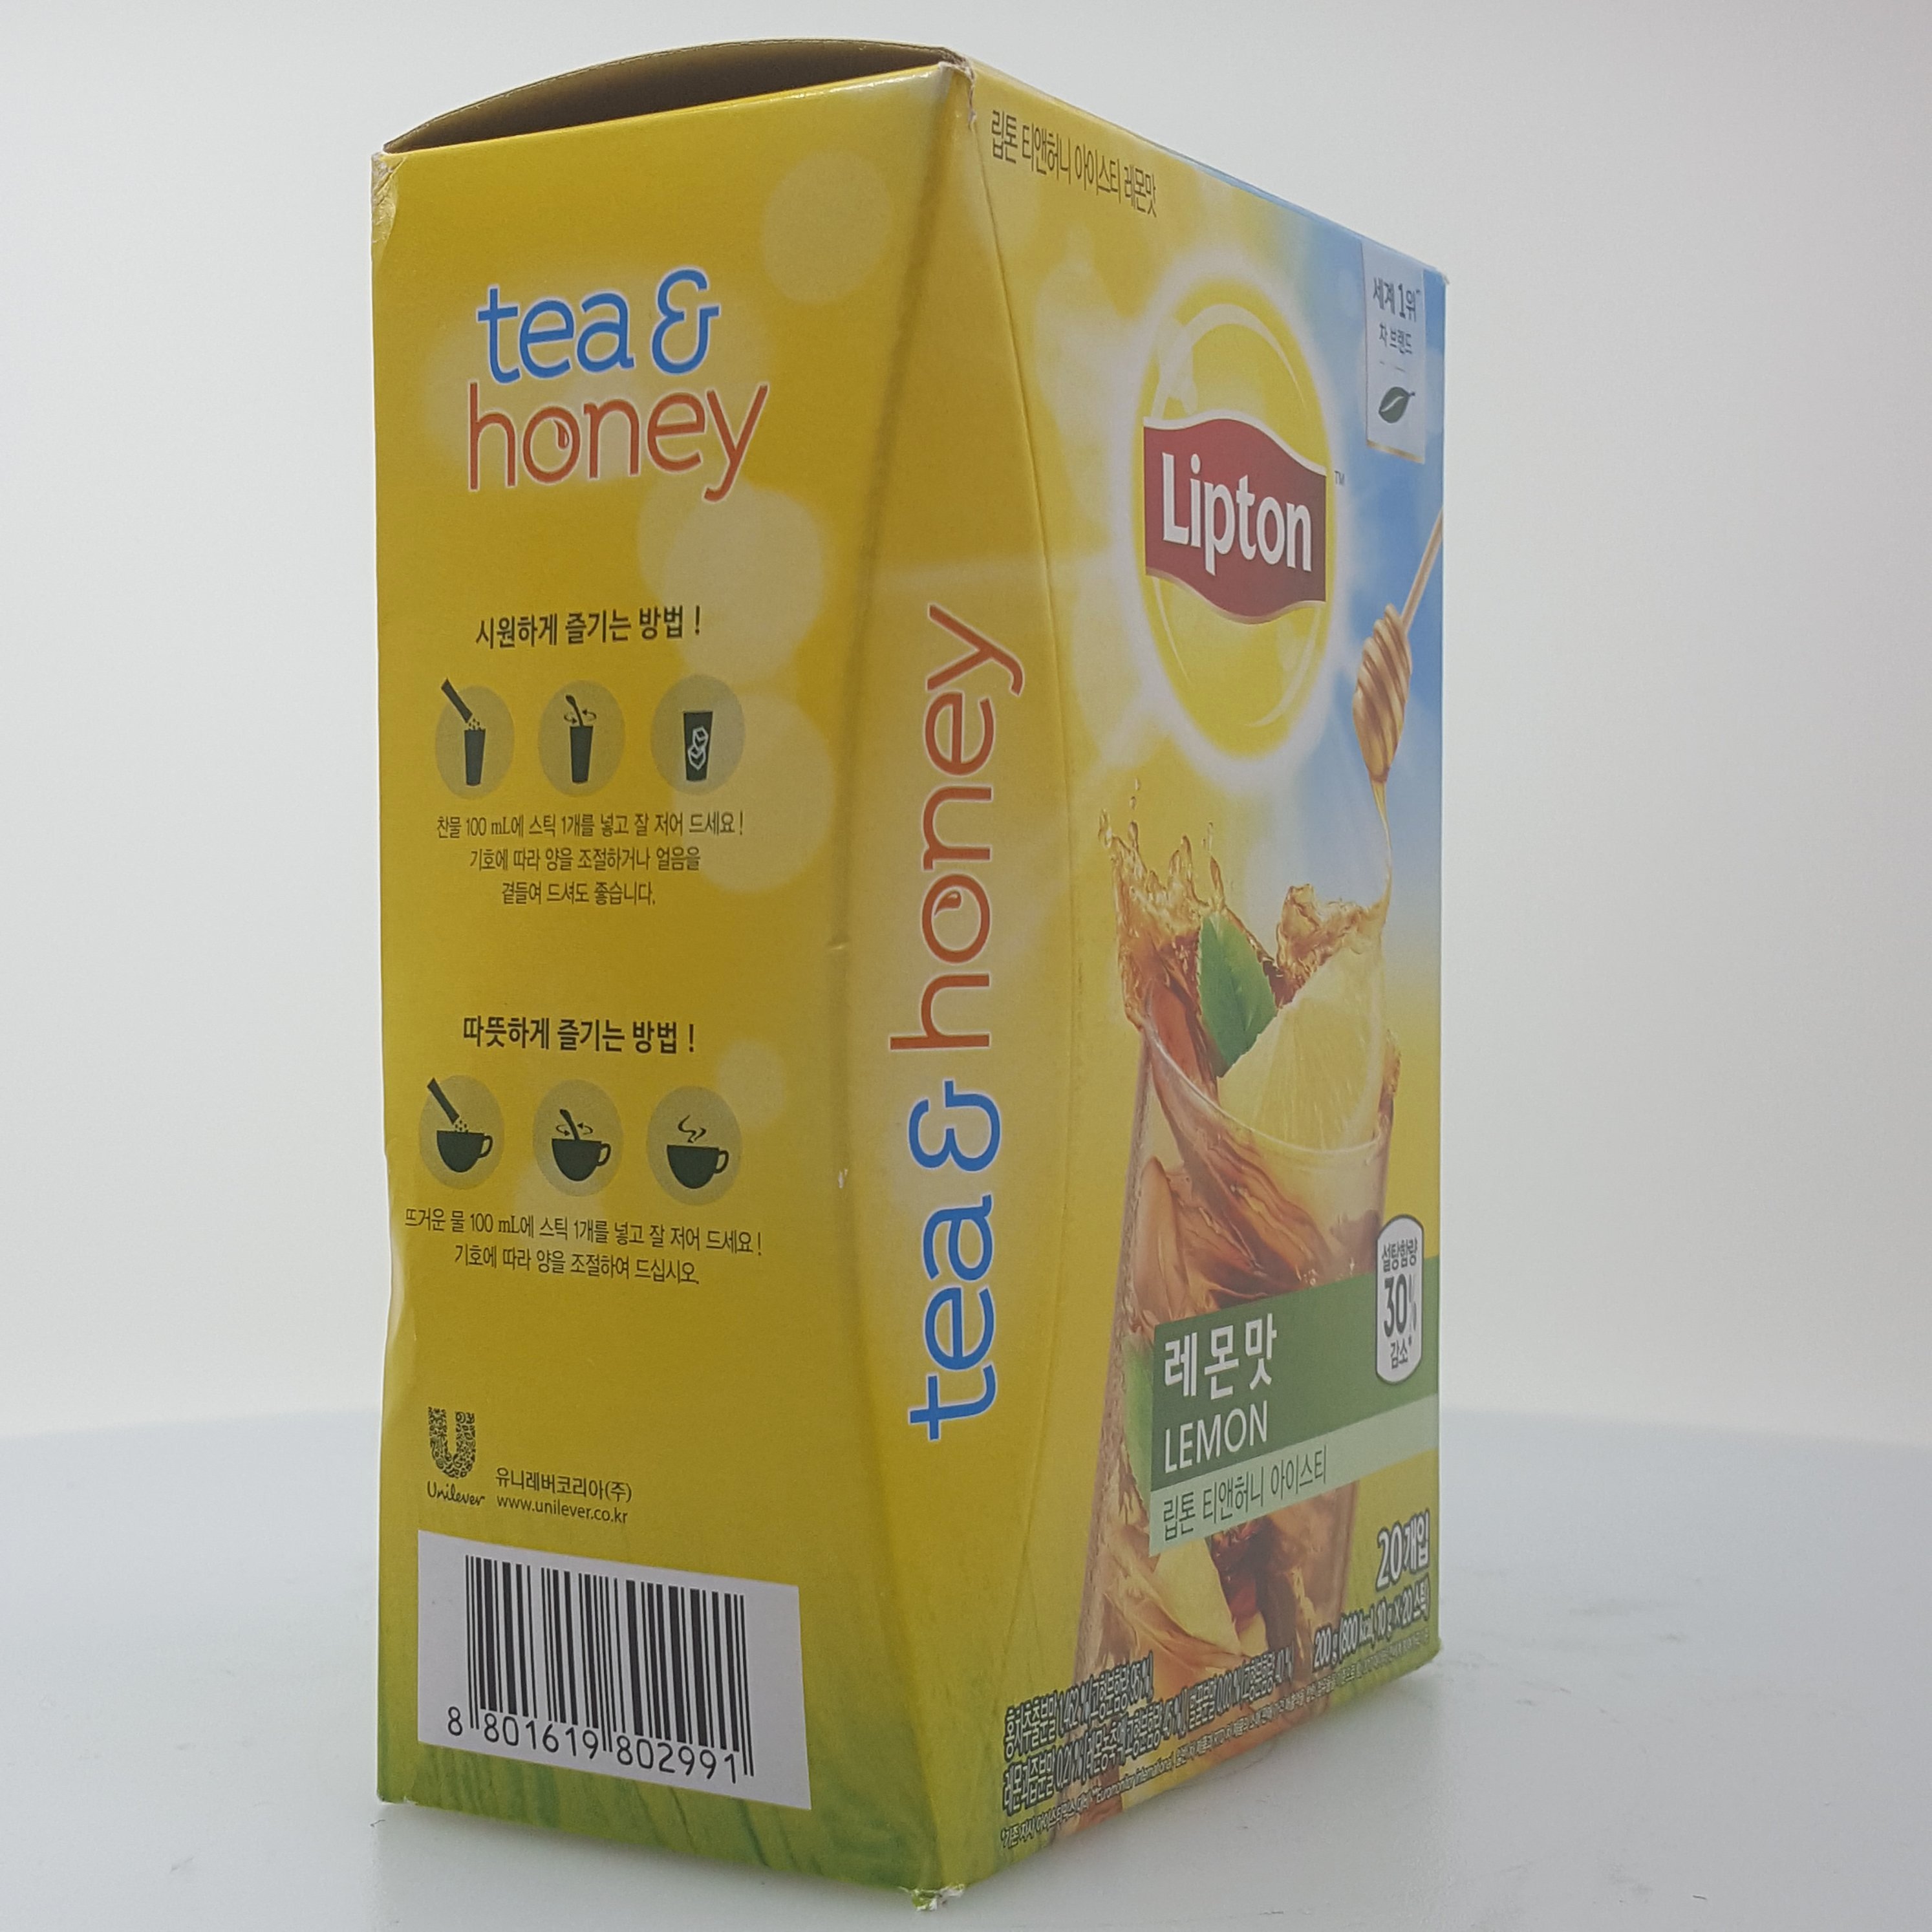 tea &
honey
시원하게 즐기는 방법 !
찬물 100 mL에 스틱 1개를 넣고 잘 저어 드세요 !
기호에 따라 양을 조절하거나 얼음을
곁들여 드셔도 좋습니다.
따뜻하게 즐기는 방법 !
뜨거운 물 100 mL에 스틱 1개를 넣고 잘 저어 드세요 !
기호에 따라 양을 조절하여 드십시오.
Unilever
유니레버코리아(주)
www.unilever.co.kr
8 801619 802991
tea & honey
립톤 티앤허니 아이스티 레몬맛
세계 1위**
차 브랜드
Lipton
TM
설탕함량
30%
감소*
레몬맛
LEMON
립톤 티앤허니 아이스티
20개입
200 g (800 kcal, 10 g X 20 스틱)